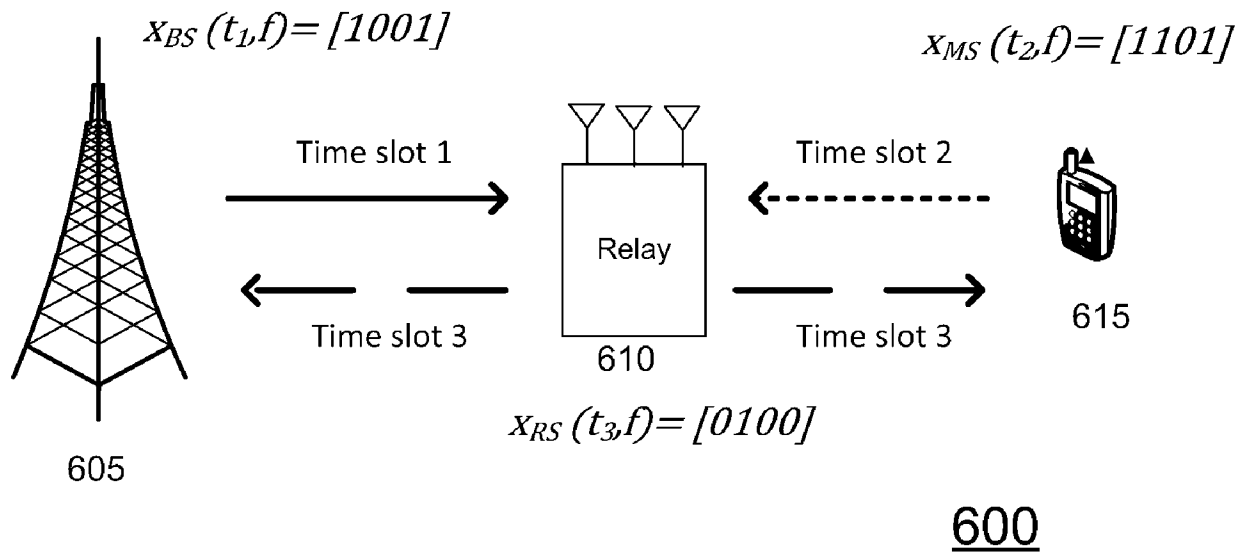 x_BS (t_1,f)= [1001]
x_MS (t_2,f)= [1101]
Time slot 1
Time slot 2
Relay
Time slot 3
Time slot 3
615
610
x_RS (t_3,f)= [0100]
605
600